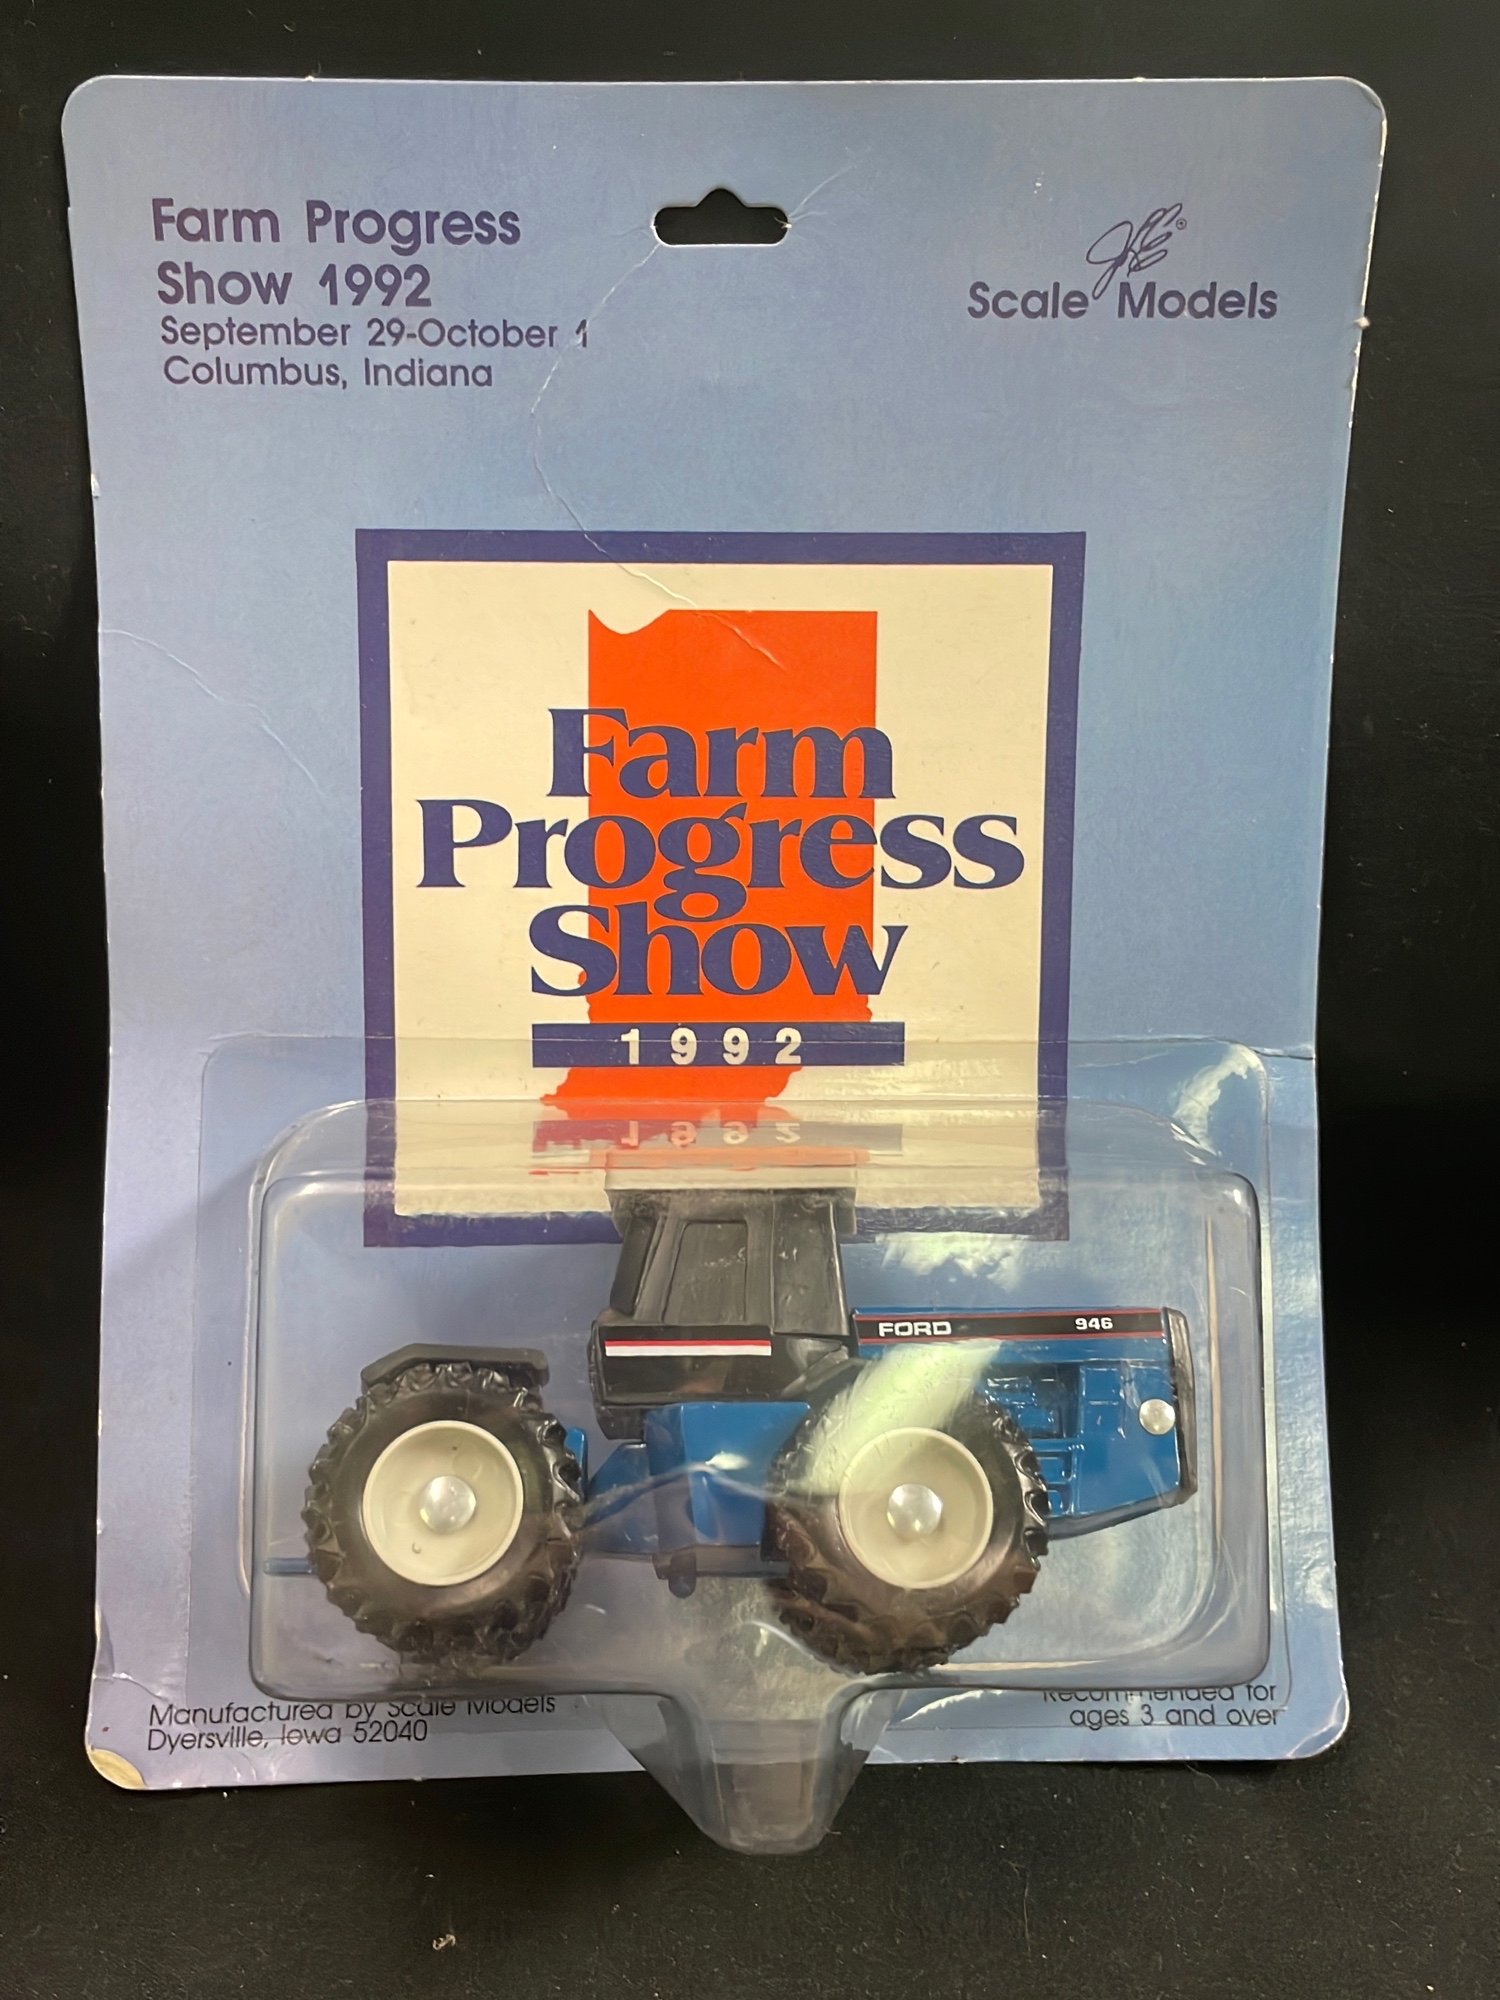 Farm Progress
Show 1992
September 29-October 1
Columbus, Indiana
Scale Models
Farm
Progress
Show
1992
FORD 946
Manufactured by Scale Models
Dyersville, Iowa 52040
Recommended for
ages 3 and over